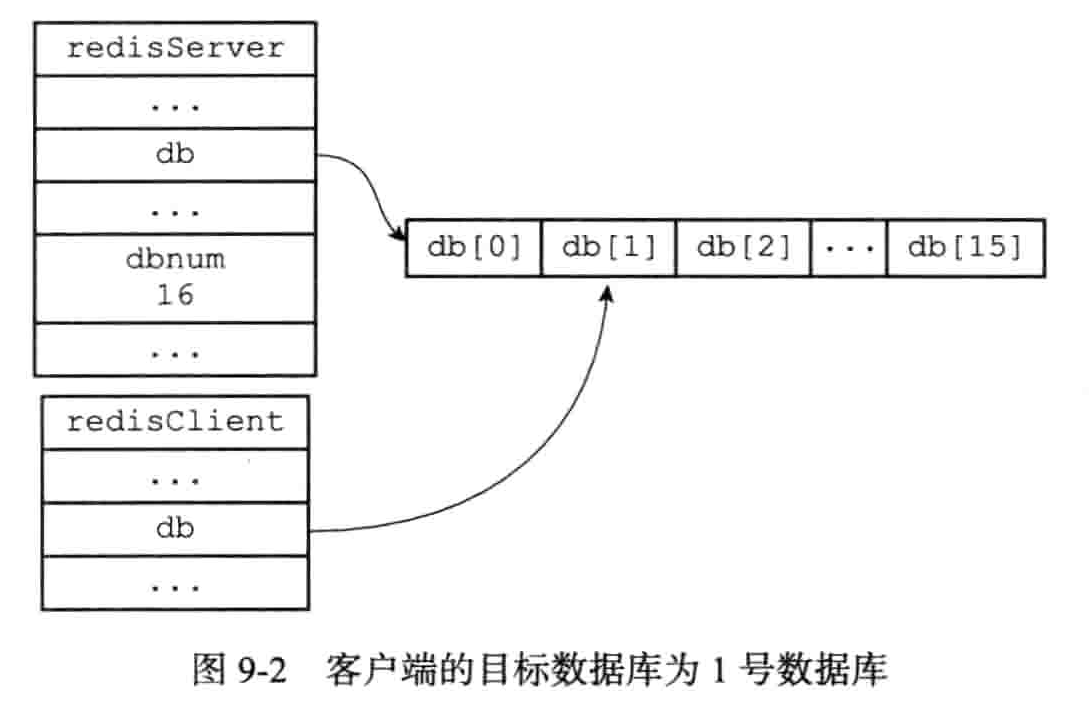 redisServer
...
db
...
dbnum
16
...
db[0] db[1] db[2] ... db[15]
redisClient
...
db
...
图 9-2 客户端的目标数据库为 1 号数据库